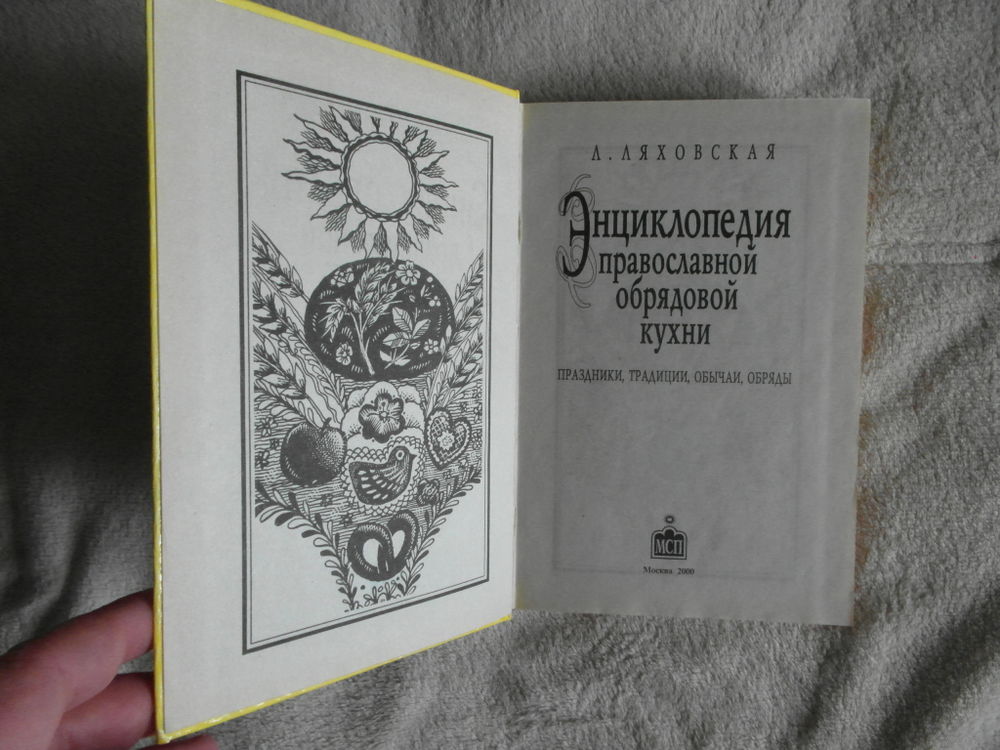 Л. ЛЯХОВСКАЯ
Энциклопедия
православной
обрядовой
кухни
ПРАЗДНИКИ, ТРАДИЦИИ, ОБЫЧАИ, ОБРЯДЫ
МСП
Москва 2000